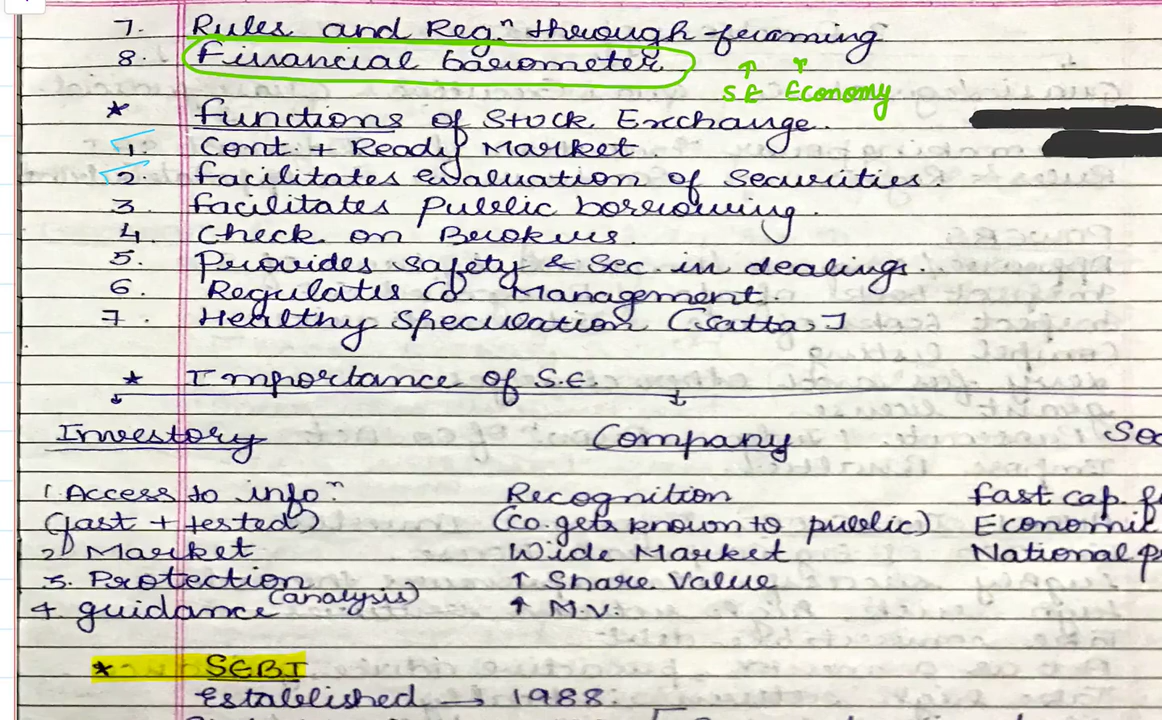 7. Rules and Regⁿ through forming
8. Financial barometer
SE Economy
* Functions of Stock Exchange.
1. Cont. + Ready Market.
2. Facilitates evaluation of Securities.
3. Facilitates Public borrowing.
4. Check on Brokers.
5. Provides safety & Sec. in dealings.
6. Regulates Co. Management.
7. Healthy Speculation (Satta)
* Importance of S.E.
Investory Company
1. Access to infoⁿ Recognition Fast cap.
(fast + tested) (co. gets known to public) Economic
2) Market Wide Market National
3. Protection ↑ Share Value
4 guidance (analysis) ↑ M.V.
* SEBI
Established → 1988.